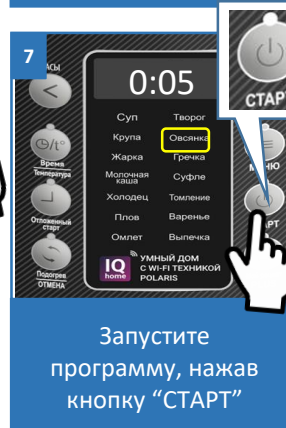 7
ЧАСЫ
0:05
СТАРТ
Суп Творог
Крупа Овсянка
Жарка Гречка
Молочная каша Суфле
Холодец Томление
Плов Варенье
Омлет Выпечка
Время
Температура
Отложенный
старт
Подогрев
ОТМЕНА
МЕНЮ
IQ
home
УМНЫЙ ДОМ
С WI-FI ТЕХНИКОЙ
POLARIS
Запустите
программу, нажав
кнопку “СТАРТ”